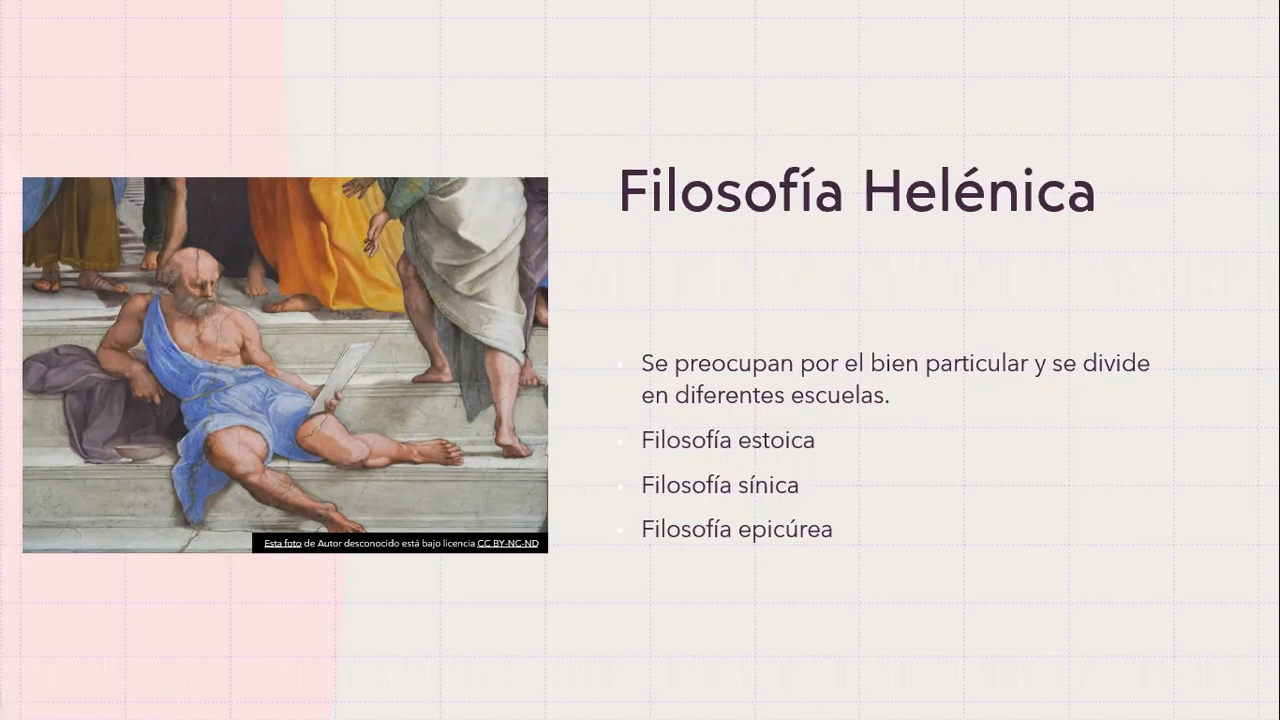 Filosofía Helénica
Se preocupan por el bien particular y se divide
en diferentes escuelas.
Filosofía estoica
Filosofía sínica
Filosofía epicúrea
Esta foto de Autor desconocido está bajo licencia CC BY-NC-ND